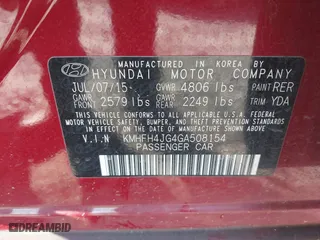 MANUFACTURED IN KOREA BY
HYUNDAI MOTOR COMPANY
JUL/07/15 GVWR 4806 lbs PAINT RER
GAWR FRONT 2579 lbs GAWR REAR 2249 lbs TRIM YDA
THIS VEHICLE CONFORMS TO ALL APPLICABLE
FEDERAL MOTOR VEHICLE SAFETY, BUMPER,
AND THEFT PREVENTION STANDARDS IN EFFECT ON
THE DATE OF MANUFACTURE SHOWN ABOVE.
V.I.N KMHFH4JG4GA508154
PASSENGER CAR